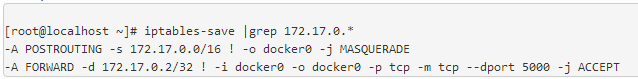 [root@localhost ~]# iptables-save |grep 172.17.0.*
-A POSTROUTING -s 172.17.0.0/16 ! -o docker0 -j MASQUERADE
-A FORWARD -d 172.17.0.2/32 ! -i docker0 -o docker0 -p tcp -m tcp --dport 5000 -j ACCEPT